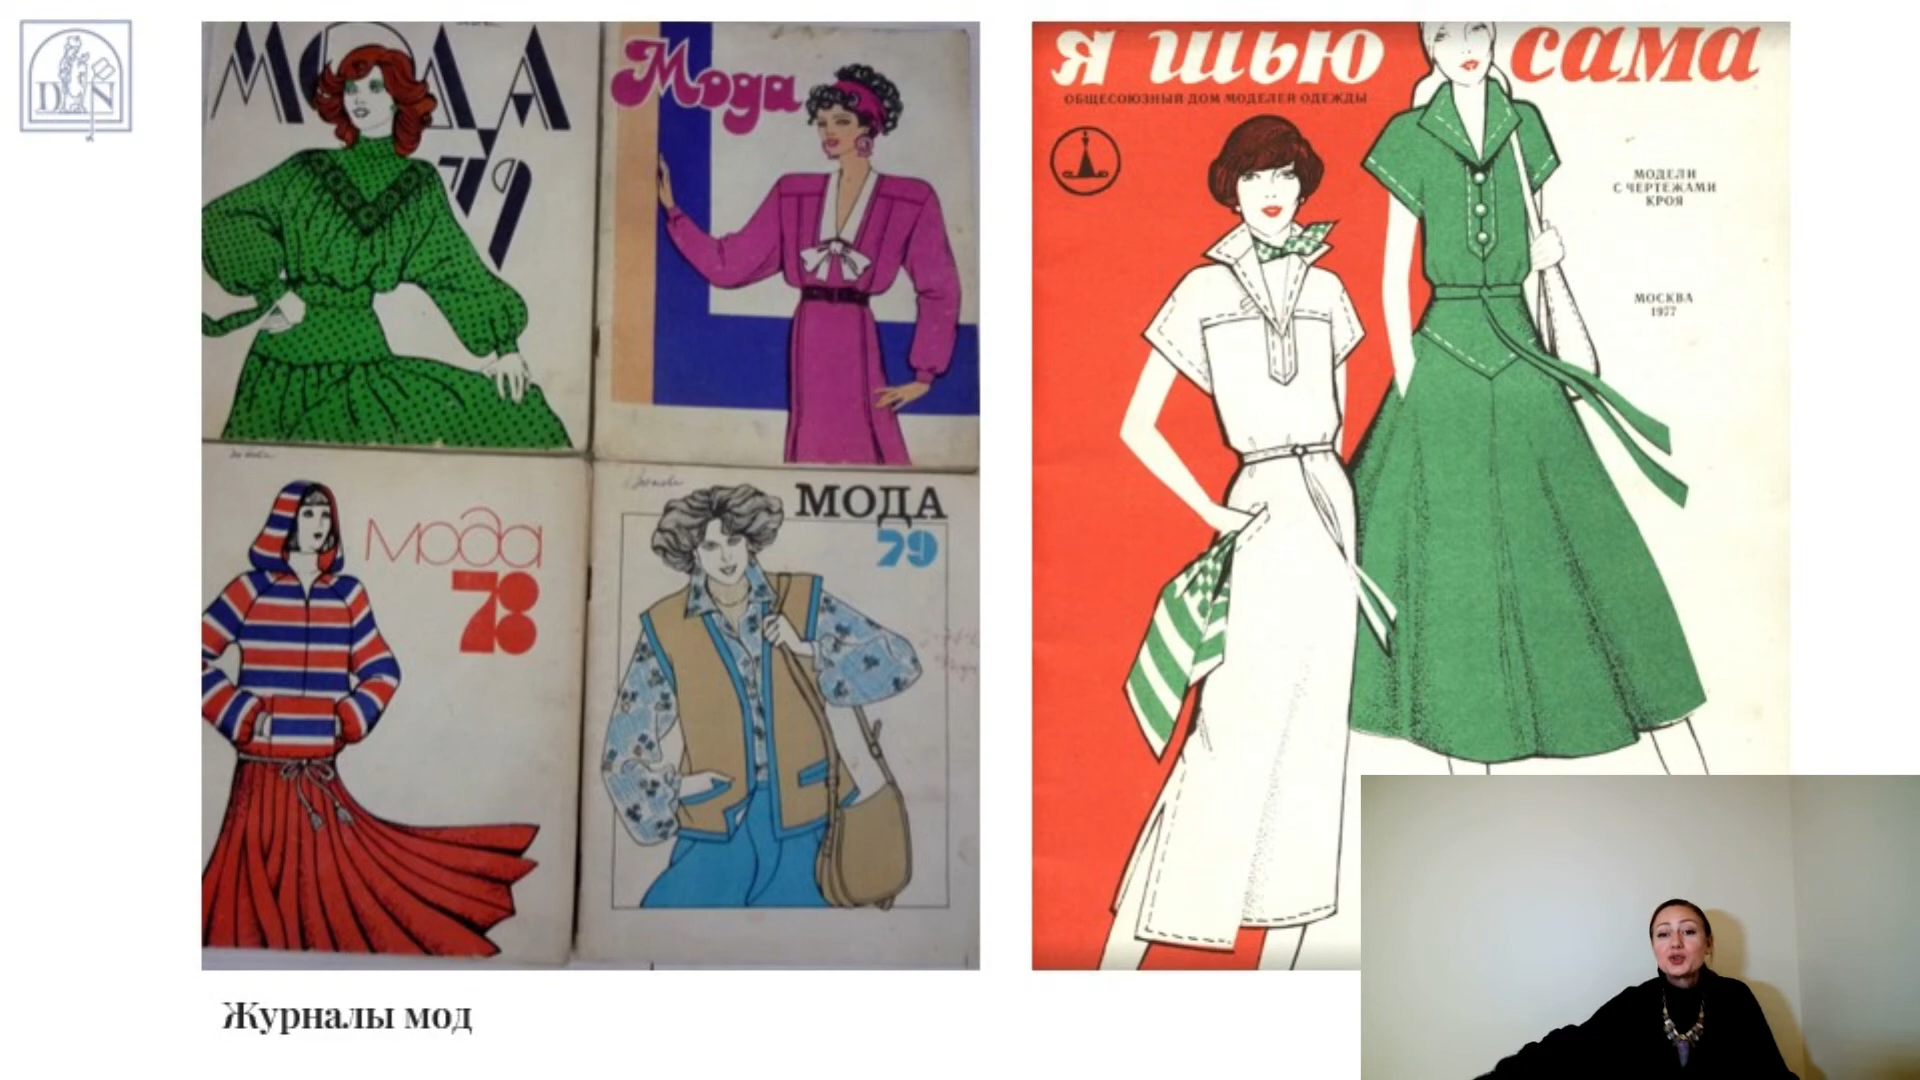 DN
МОДА
79
Мода
мода
78
МОДА
79
Я шью сама
ОБЩЕСОЮЗНЫЙ ДОМ МОДЕЛЕЙ ОДЕЖДЫ
МОДЕЛИ
С ЧЕРТЕЖАМИ
КРОЯ
МОСКВА
1977
Журналы мод